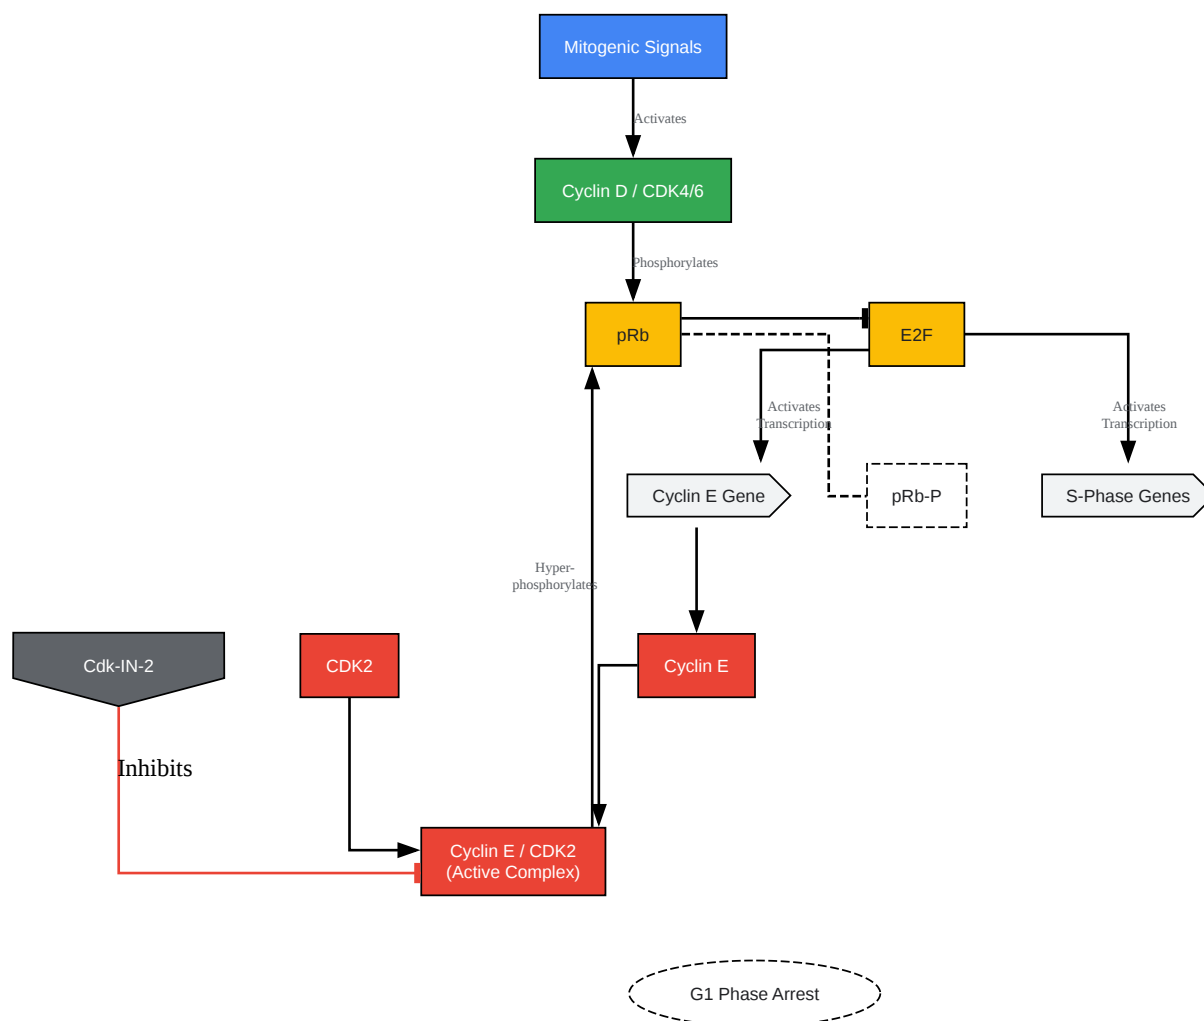 Mitogenic Signals
Activates
Cyclin D / CDK4/6
Phosphorylates
pRb
E2F
Activates
Transcription
Activates
Transcription
Cyclin E Gene
pRb-P
S-Phase Genes
Hyper-
phosphorylates
Cdk-IN-2
CDK2
Cyclin E
Inhibits
Cyclin E / CDK2
(Active Complex)
G1 Phase Arrest